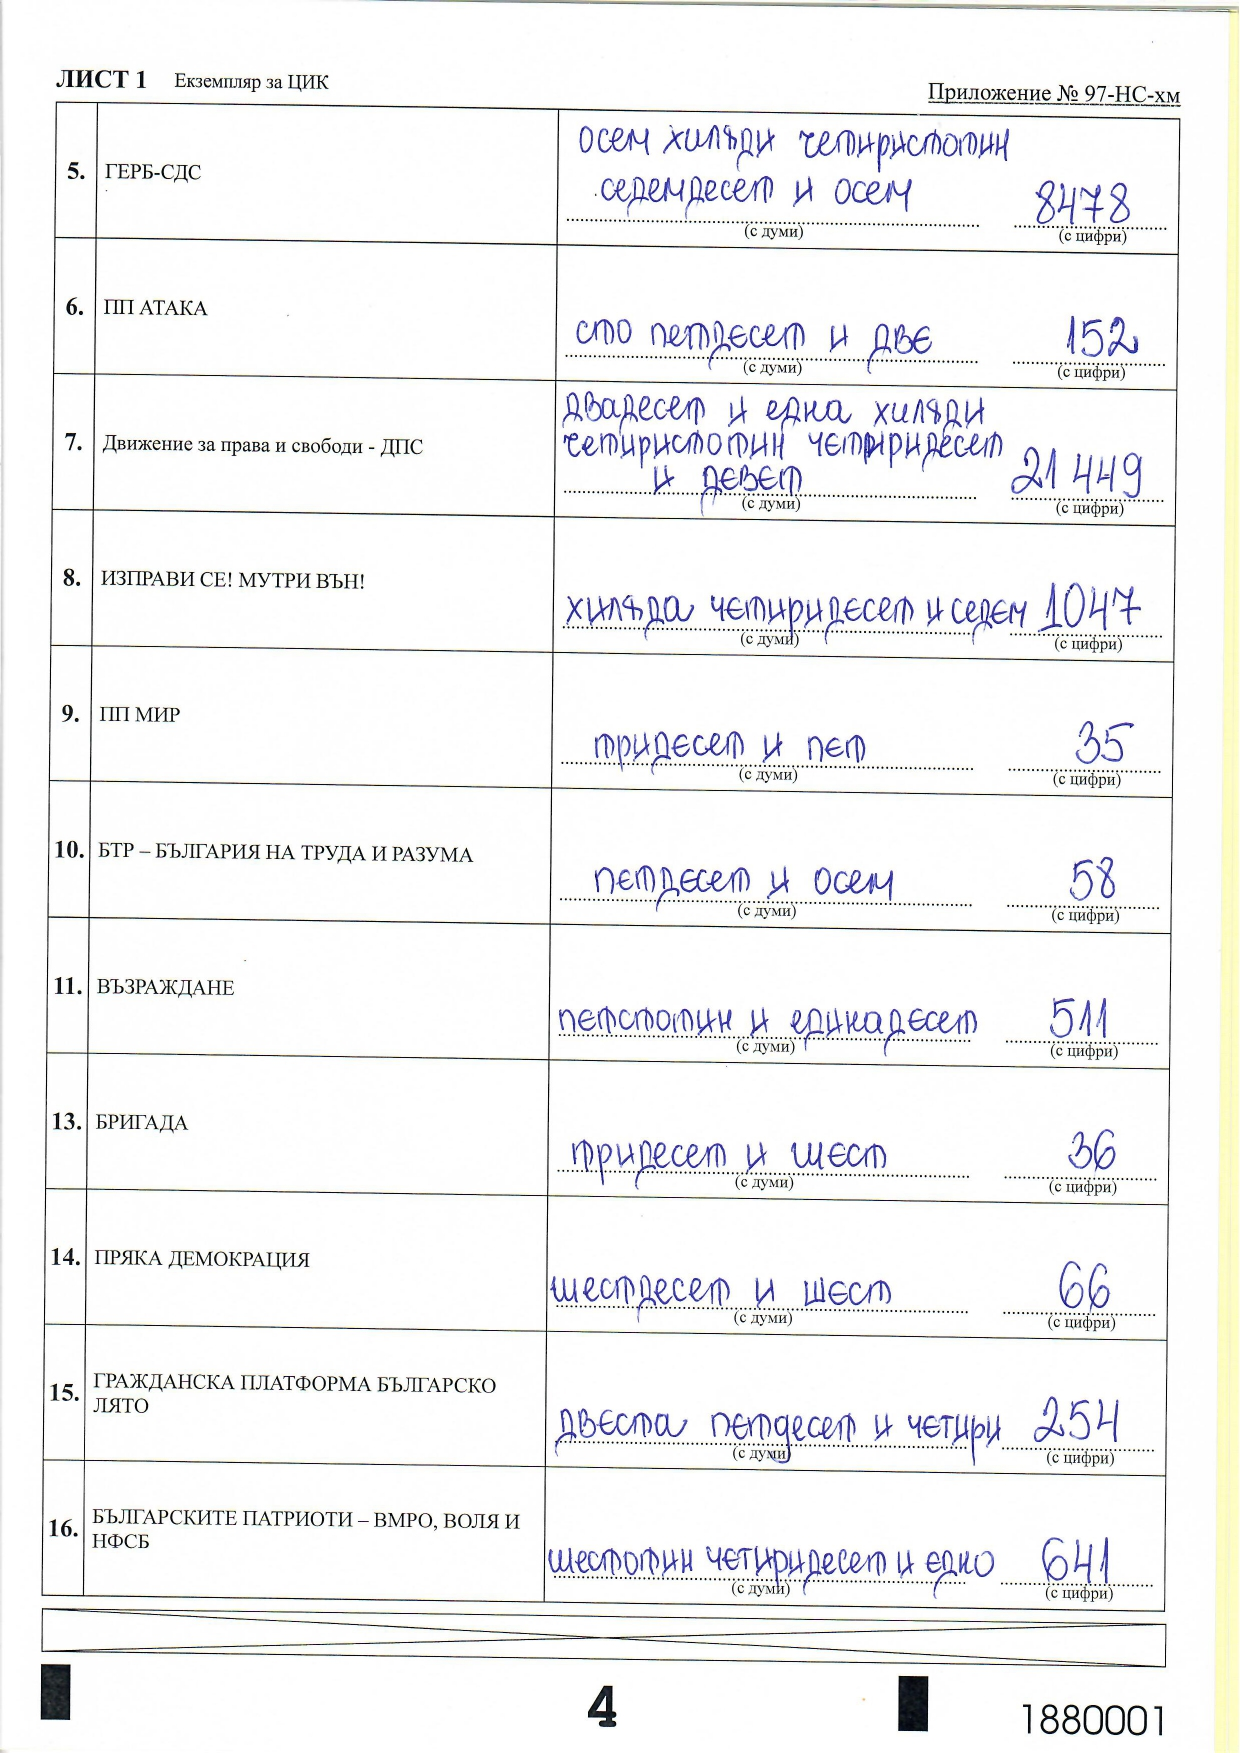 ЛИСТ 1 Екземпляр за ЦИК
Приложение № 97-НС-хм
осем хиляди четиристотин
5. ГЕРБ-СДС седемдесет и осем 8478
(с думи) (с цифри)
6. ПП АТАКА
сто петдесет и две 152
(с думи) (с цифри)
двадесет и една хиляди
7. Движение за права и свободи - ДПС четиристотин четиридесет
и девет 21 449
(с думи) (с цифри)
8. ИЗПРАВИ СЕ! МУТРИ ВЪН!
хиляда четиридесет и седем 1047
(с думи) (с цифри)
9. ПП МИР
тридесет и пет 35
(с думи) (с цифри)
10. БТР – БЪЛГАРИЯ НА ТРУДА И РАЗУМА
петдесет и осем 58
(с думи) (с цифри)
11. ВЪЗРАЖДАНЕ
петстотин и единадесет 511
(с думи) (с цифри)
13. БРИГАДА
тридесет и шест 36
(с думи) (с цифри)
14. ПРЯКА ДЕМОКРАЦИЯ
шестдесет и шест 66
(с думи) (с цифри)
15. ГРАЖДАНСКА ПЛАТФОРМА БЪЛГАРСКО
ЛЯТО
двеста петдесет и четири 254
(с думи) (с цифри)
16. БЪЛГАРСКИТЕ ПАТРИОТИ – ВМРО, ВОЛЯ И
НФСБ
шестотин четиридесет и едно 641
(с думи) (с цифри)
4
1880001